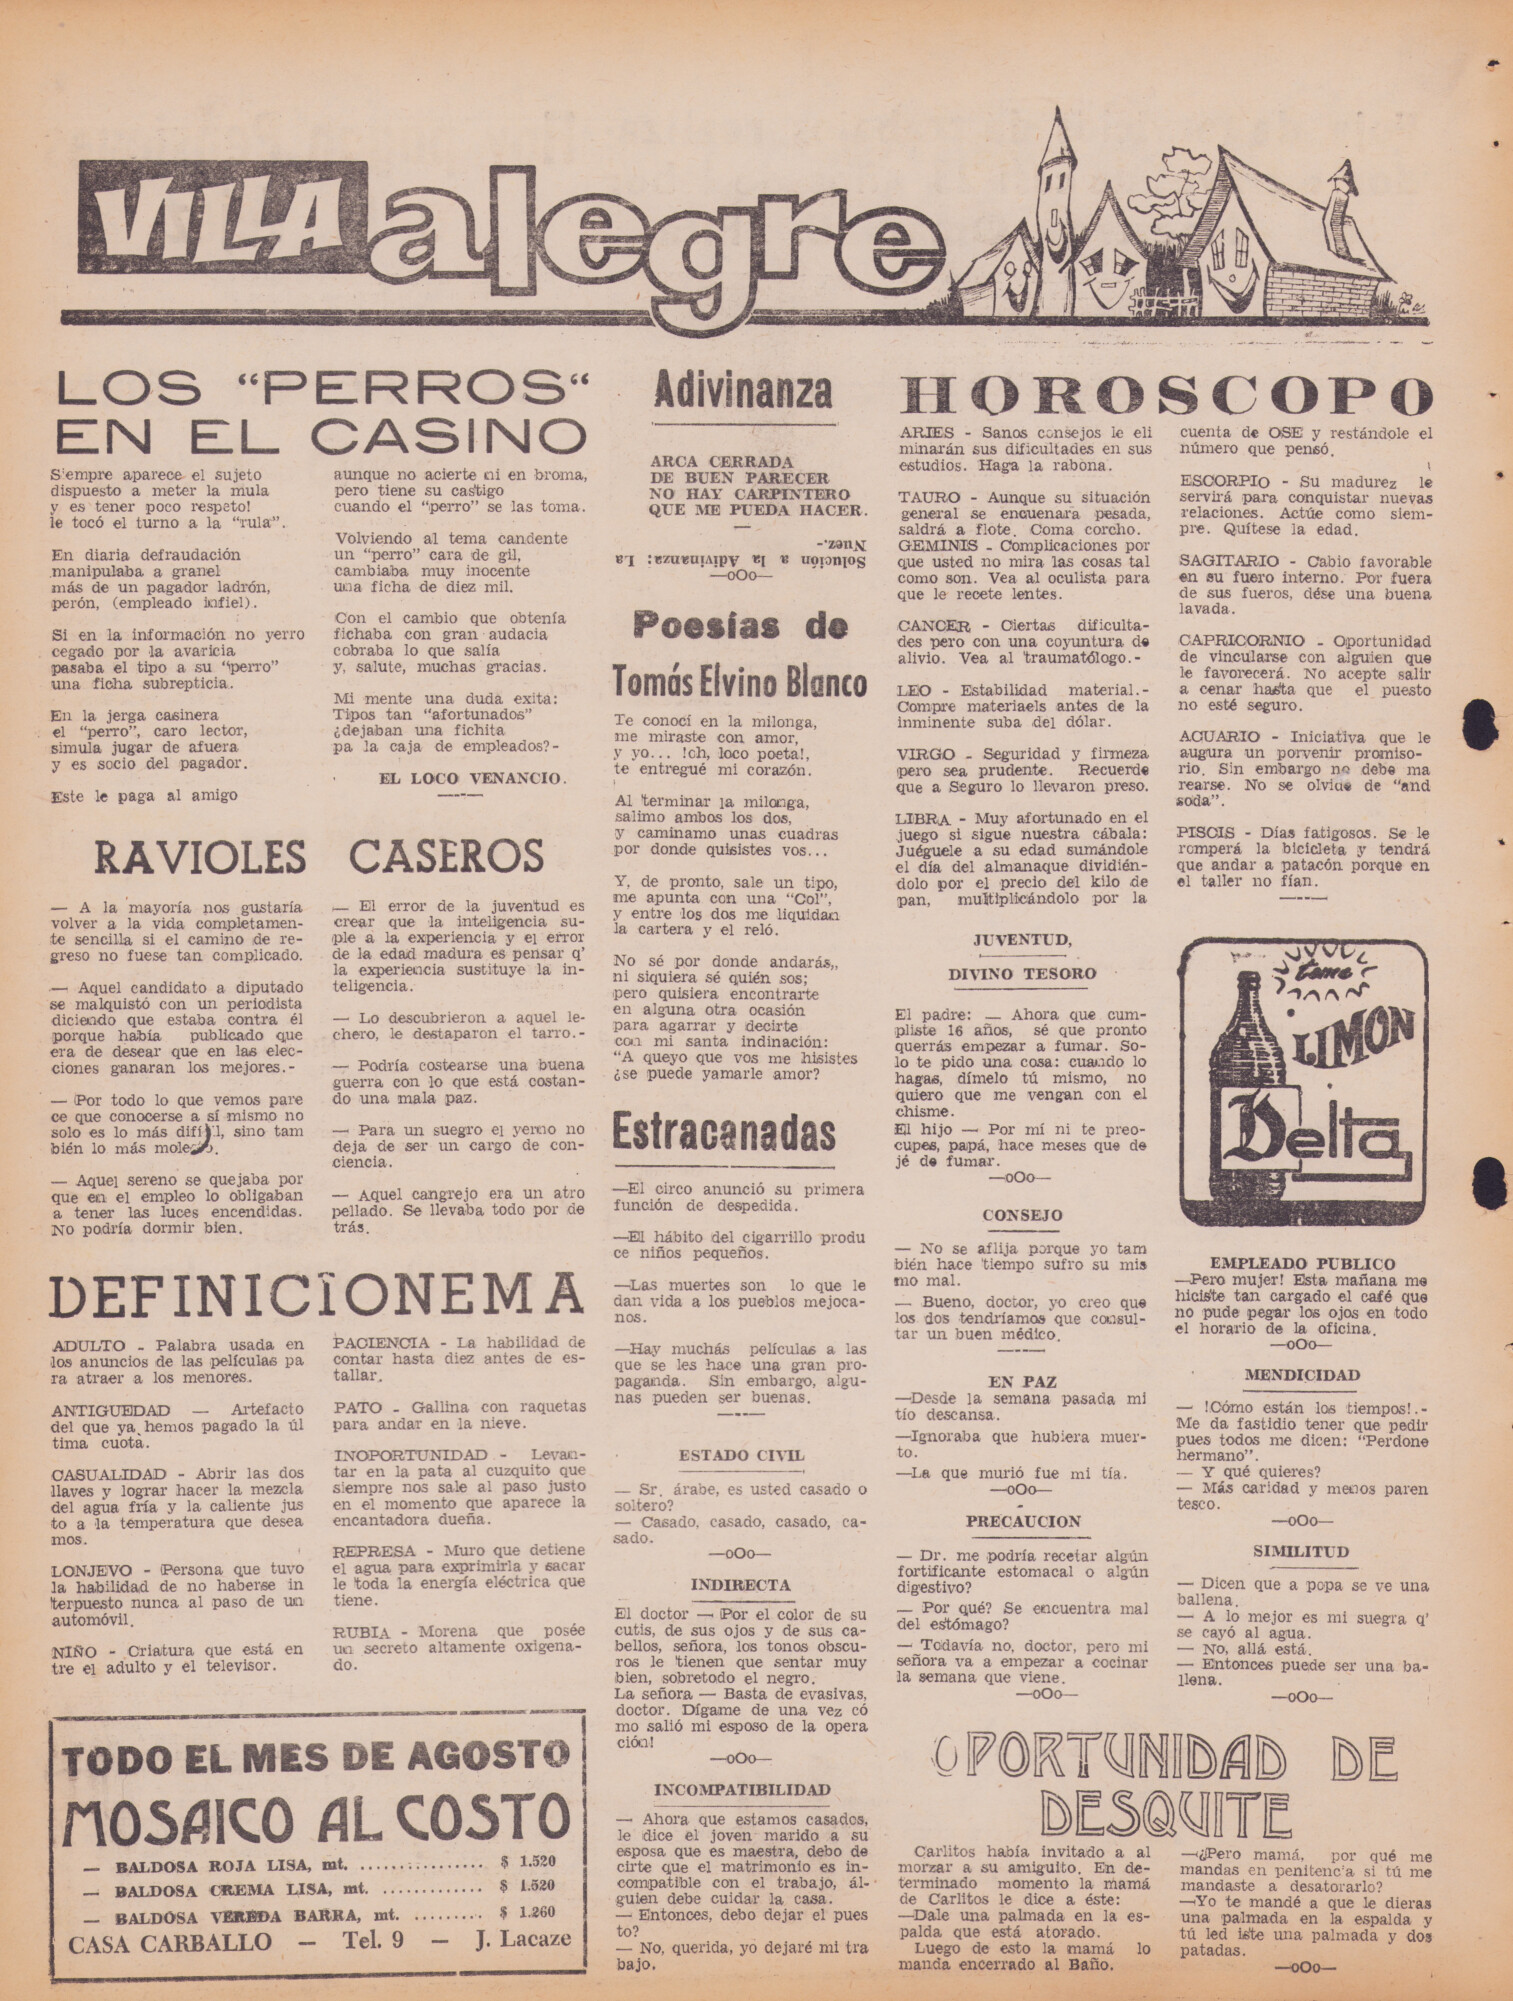 VILA alegre
LOS "PERROS"
EN EL CASINO
Siempre aparece el sujeto
dispuesto a meter la mula
y es tener poco respeto!
le tocó el turno a la "rula".
En diaria defraudación
manipulaba a granel
más de un pagador ladrón,
perón, (empleado infiel).
Si en la información no yerro
cegado por la avaricia
pasaba el tipo a su "perro"
una ficha subrepticia.
En la jerga casinera
el "perro", caro lector,
simula jugar de afuera
y es socio del pagador.
Este le paga al amigo
aunque no acierte ni en broma,
pero tiene su castigo
cuando el "perro" se las toma.
Volviendo al tema candente
un "perro" cara de gil,
cambiaba muy inocente
una ficha de diez mil.
Con el cambio que obtenía
fichaba con gran audacia
cobraba lo que salía
y, salute, muchas gracias.
Mi mente una duda exita:
Tipos tan "afortunados"
¿dejaban una fichita
pa la caja de empleados?-
EL LOCO VENANCIO.
RAVIOLES CASEROS
— A la mayoría nos gustaría
volver a la vida completamen-
te sencilla si el camino de re-
greso no fuese tan complicado.
— Aquel candidato a diputado
se malquistó con un periodista
diciendo que estaba contra él
porque había publicado que
era de desear que en las elec-
ciones ganaran los mejores.-
— Por todo lo que vemos pare
ce que conocerse a sí mismo no
solo es lo más difícil, sino tam
bién lo más molesto.
— Aquel sereno se quejaba por
que en el empleo lo obligaban
a tener las luces encendidas.
No podría dormir bien.
— El error de la juventud es
crear que la inteligencia su-
ple a la experiencia y el error
de la edad madura es pensar q'
la experiencia sustituye la in-
teligencia.
— Lo descubrieron a aquel le-
chero, le destaparon el tarro.-
— Podría costearse una buena
guerra con lo que está costan-
do una mala paz.
— Para un suegro el yerno no
deja de ser un cargo de con-
ciencia.
— Aquel cangrejo era un atro
pellado. Se llevaba todo por de
trás.
DEFINICIONEMA
ADULTO - Palabra usada en
los anuncios de las películas pa
ra atraer a los menores.
ANTIGUEDAD — Artefacto
del que ya hemos pagado la úl
tima cuota.
CASUALIDAD - Abrir las dos
llaves y lograr hacer la mezcla
del agua fría y la caliente jus
to a la temperatura que desea
mos.
LONJEVO - Persona que tuvo
la habilidad de no haberse in
terpuesto nunca al paso de un
automóvil.
NIÑO - Criatura que está en
tre el adulto y el televisor.
PACIENCIA - La habilidad de
contar hasta diez antes de es-
tallar.
PATO - Gallina con raquetas
para andar en la nieve.
INOPORTUNIDAD - Levan-
tar en la pata al cuzquito que
siempre nos sale al paso justo
en el momento que aparece la
encantadora dueña.
REPRESA - Muro que detiene
el agua para exprimirla y sacar
le toda la energía eléctrica que
tiene.
RUBIA - Morena que posée
un secreto altamente oxigena-
do.
TODO EL MES DE AGOSTO
MOSAICO AL COSTO
— BALDOSA ROJA LISA, mt. ................ $ 1.520
— BALDOSA CREMA LISA, mt. ............. $ 1.520
— BALDOSA VEREDA BARRA, mt. ......... $ 1.260
CASA CARBALLO — Tel. 9 — J. Lacaze
Adivinanza
ARCA CERRADA
DE BUEN PARECER
NO HAY CARPINTERO
QUE ME PUEDA HACER.
Solución a la Adivinanza: La
Nuez.-
—oOo—
Poesías de
Tomás Elvino Blanco
Te conocí en la milonga,
me miraste con amor,
y yo... !ch, loco poeta!,
te entregué mi corazón.
Al terminar la milonga,
salimo ambos los dos,
y caminamo unas cuadras
por donde quisistes vos...
Y, de pronto, sale un tipo,
me apunta con una "Col",
y entre los dos me liquidan
la cartera y el reló.
No sé por donde andarás,,
ni siquiera sé quién sos;
pero quisiera encontrarte
en alguna otra ocasión
para agarrar y decirte
con mi santa indinación:
"A queyo que vos me hisistes
¿se puede yamarle amor?
Estracanadas
—El circo anunció su primera
función de despedida.
—El hábito del cigarrillo produ
ce niños pequeños.
—Las muertes son lo que le
dan vida a los pueblos mejoca-
nos.
—Hay muchás películas a las
que se les hace una gran pro-
paganda. Sin embargo, algu-
nas pueden ser buenas.
ESTADO CIVIL
— Sr. árabe, es usted casado o
soltero?
— Casado, casado, casado, ca-
sado.
—oOo—
INDIRECTA
El doctor — Por el color de su
cutis, de sus ojos y de sus ca-
bellos, señora, los tonos obscu-
ros le tienen que sentar muy
bien, sobretodo el negro.
La señora — Basta de evasivas,
doctor. Dígame de una vez có
mo salió mi esposo de la opera
ción!
—oOo—
INCOMPATIBILIDAD
— Ahora que estamos casados,
le dice el joven marido a su
esposa que es maestra, debo de
cirte que el matrimonio es in-
compatible con el trabajo, ál-
guien debe cuidar la casa.
— Entonces, debo dejar el pues
to?
— No, querida, yo dejaré mi tra
bajo.
HOROSCOPO
ARIES - Sanos consejos le eli
minarán sus dificultades en sus
estudios. Haga la rabona.
TAURO - Aunque su situación
general se encuenara pesada,
saldrá a flote. Coma corcho.
GEMINIS - Complicaciones por
que usted no mira las cosas tal
como son. Vea al oculista para
que le recete lentes.
CANCER - Ciertas dificulta-
des pero con una coyuntura de
alivio. Vea al traumatólogo.-
LEO - Estabilidad material.-
Compre materiaels antes de la
inminente suba del dólar.
VIRGO - Seguridad y firmeza
pero sea prudente. Recuerde
que a Seguro lo llevaron preso.
LIBRA - Muy afortunado en el
juego si sigue nuestra cábala:
Juéguele a su edad sumándole
el día del almanaque dividién-
dolo por el precio del kilo de
pan, multiplicándolo por la
cuenta de OSE y restándole el
número que pensó.
ESCORPIO - Su madurez le
servirá para conquistar nuevas
relaciones. Actúe como siem-
pre. Quítese la edad.
SAGITARIO - Cabio favorable
en su fuero interno. Por fuera
de sus fueros, dése una buena
lavada.
CAPRICORNIO - Oportunidad
de vincularse con alguien que
le favorecerá. No acepte salir
a cenar hasta que el puesto
no esté seguro.
ACUARIO - Iniciativa que le
augura un porvenir promiso-
rio. Sin embargo no debe ma
rearse. No se olvide de "and
soda".
PISCIS - Días fatigosos. Se le
romperá la bicicleta y tendrá
que andar a patacón porque en
el taller no fían.
JUVENTUD,
DIVINO TESORO
El padre: — Ahora que cum-
pliste 16 años, sé que pronto
querrás empezar a fumar. So-
lo te pido una cosa: cuando lo
hagas, dímelo tú mismo, no
quiero que me vengan con el
chisme.
El hijo — Por mí ni te preo-
cupes, papá, hace meses que de
jé de fumar.
—oOo—
CONSEJO
— No se aflija porque yo tam
bién hace tiempo sufro su mis
mo mal.
— Bueno, doctor, yo creo que
los dos tendríamos que consul-
tar un buen médico.
EN PAZ
—Desde la semana pasada mi
tío descansa.
—Ignoraba que hubiera muer-
to.
—La que murió fue mi tía.
—oOo—
PRECAUCION
— Dr. me podría recetar algún
fortificante estomacal o algún
digestivo?
— Por qué? Se encuentra mal
del estómago?
— Todavía no, doctor, pero mi
señora va a empezar a cocinar
la semana que viene.
—oOo—
tome
LIMON
Delta
EMPLEADO PUBLICO
—Pero mujer! Esta mañana me
hiciste tan cargado el café que
no pude pegar los ojos en todo
el horario de la oficina.
—oOo—
MENDICIDAD
— !Cómo están los tiempos!.-
Me da fastidio tener que pedir
pues todos me dicen: "Perdone
hermano".
— Y qué quieres?
— Más caridad y menos paren
tesco.
—oOo—
SIMILITUD
— Dicen que a popa se ve una
ballena.
— A lo mejor es mi suegra q'
se cayó al agua.
— No, allá está.
— Entonces puede ser una ba-
llena.
—oOo—
OPORTUNIDAD DE
DESQUITE
Carlitos había invitado a al
morzar a su amiguito. En de-
terminado momento la mamá
de Carlitos le dice a éste:
—Dale una palmada en la es-
palda que está atorado.
Luego de esto la mamá lo
manda encerrado al Baño.
—¿Pero mamá, por qué me
mandas en penitencia si tú me
mandaste a desatorarlo?
—Yo te mandé a que le dieras
una palmada en la espalda y
tú led iste una palmada y dos
patadas.
—oOo—